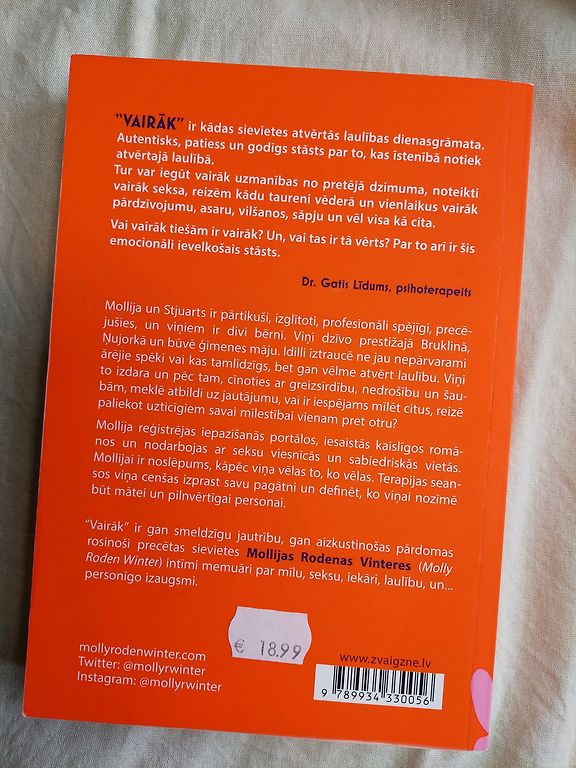 “VAIRĀK” ir kādas sievietes atvērtās laulības dienasgrāmata.
Autentisks, patiess un godīgs stāsts par to, kas īstenībā notiek
atvērtajā laulībā.
Tur var iegūt vairāk uzmanības no pretējā dzimuma, noteikti
vairāk seksa, reizēm kādu taureni vēderā un vienlaikus vairāk
pārdzīvojumu, asaru, vilšanos, sāpju un vēl visa kā cita.
Vai vairāk tiešām ir vairāk? Un, vai tas ir tā vērts? Par to arī ir šis
emocionāli ievelkošais stāsts.
Dr. Gatis Līdums, psihoterapeits
Mollija un Stjuarts ir pārtikuši, izglītoti, profesionāli spējīgi, precē-
jušies, un viņiem ir divi bērni. Viņi dzīvo prestižajā Bruklinā,
Ņujorkā un būvē ģimenes māju. Idilli iztraucē ne jau nepārvarami
ārējie spēki vai kas tamlīdzīgs, bet gan vēlme atvērt laulību. Viņi
to izdara un pēc tam, cīnoties ar greizsirdību, nedrošību un šau-
bām, meklē atbildi uz jautājumu, vai ir iespējams mīlēt citus, reizē
paliekot uzticīgiem savai mīlestībai vienam pret otru?
Mollija reģistrējas iepazīšanās portālos, iesaistās kaislīgos romā-
nos un nodarbojas ar seksu viesnīcās un sabiedriskās vietās.
Mollijai ir noslēpums, kāpēc viņa vēlas to, ko vēlas. Terapijas sean-
sos viņa cenšas izprast savu pagātni un definēt, ko viņai nozīmē
būt mātei un pilnvērtīgai personai.
“Vairāk” ir gan smeldzīgu jautrību, gan aizkustinošas pārdomas
rosinoši precētas sievietes Mollijas Rodenas Vinteres (Molly
Roden Winter) intīmi memuāri par mīlu, seksu, iekāri, laulību, un...
personīgo izaugsmi.
€ 18.99
mollyrodenwinter.com
Twitter: @mollyrwinter
Instagram: @mollyrwinter
www.zvaigzne.lv
9 789934 330056